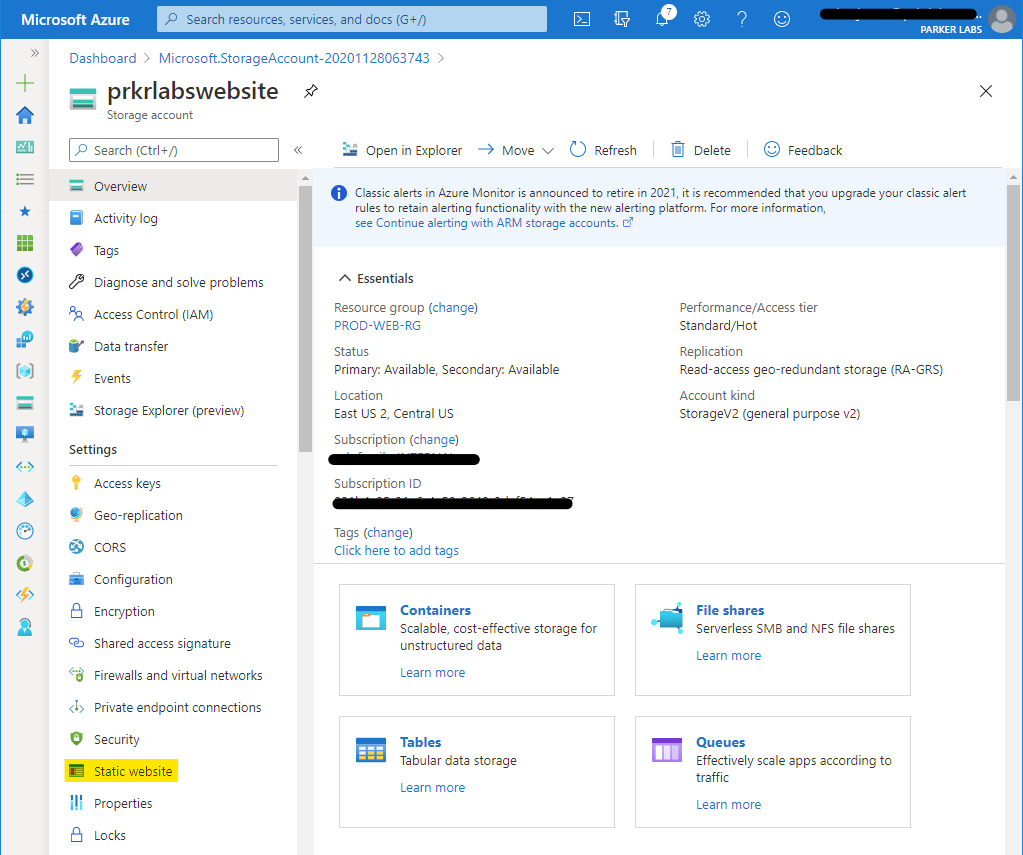 Microsoft Azure
Search resources, services, and docs (G+/)
7
PARKER LABS
Dashboard > Microsoft.StorageAccount-20201128063743 >
prkrlabswebsite
Storage account
Search (Ctrl+/)
«
Open in Explorer
Move
Refresh
Delete
Feedback
Overview
Activity log
Tags
Diagnose and solve problems
Access Control (IAM)
Data transfer
Events
Storage Explorer (preview)
Settings
Access keys
Geo-replication
CORS
Configuration
Encryption
Shared access signature
Firewalls and virtual networks
Private endpoint connections
Security
Static website
Properties
Locks
Classic alerts in Azure Monitor is announced to retire in 2021, it is recommended that you upgrade your classic alert
rules to retain alerting functionality with the new alerting platform. For more information,
see Continue alerting with ARM storage accounts.
Essentials
Resource group (change)
PROD-WEB-RG
Status
Primary: Available, Secondary: Available
Location
East US 2, Central US
Subscription (change)
Subscription ID
Tags (change)
Click here to add tags
Performance/Access tier
Standard/Hot
Replication
Read-access geo-redundant storage (RA-GRS)
Account kind
StorageV2 (general purpose v2)
Containers
Scalable, cost-effective storage for
unstructured data
Learn more
File shares
Serverless SMB and NFS file shares
Learn more
Tables
Tabular data storage
Learn more
Queues
Effectively scale apps according to
traffic
Learn more